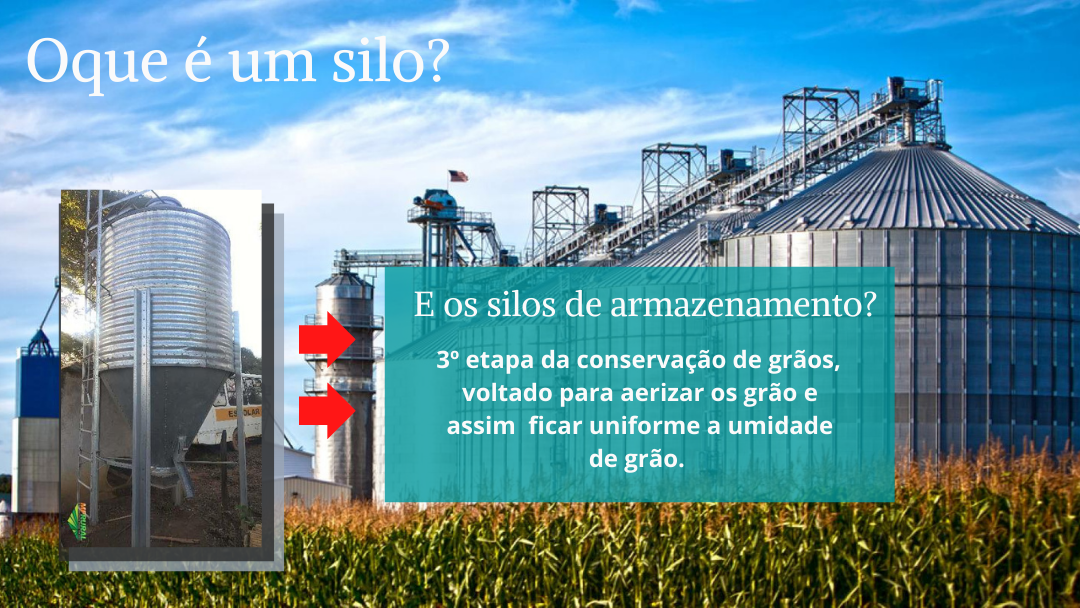 Oque é um silo?
E os silos de armazenamento?
3º etapa da conservação de grãos,
voltado para aerizar os grão e
assim ficar uniforme a umidade
de grão.
ESCOLAR